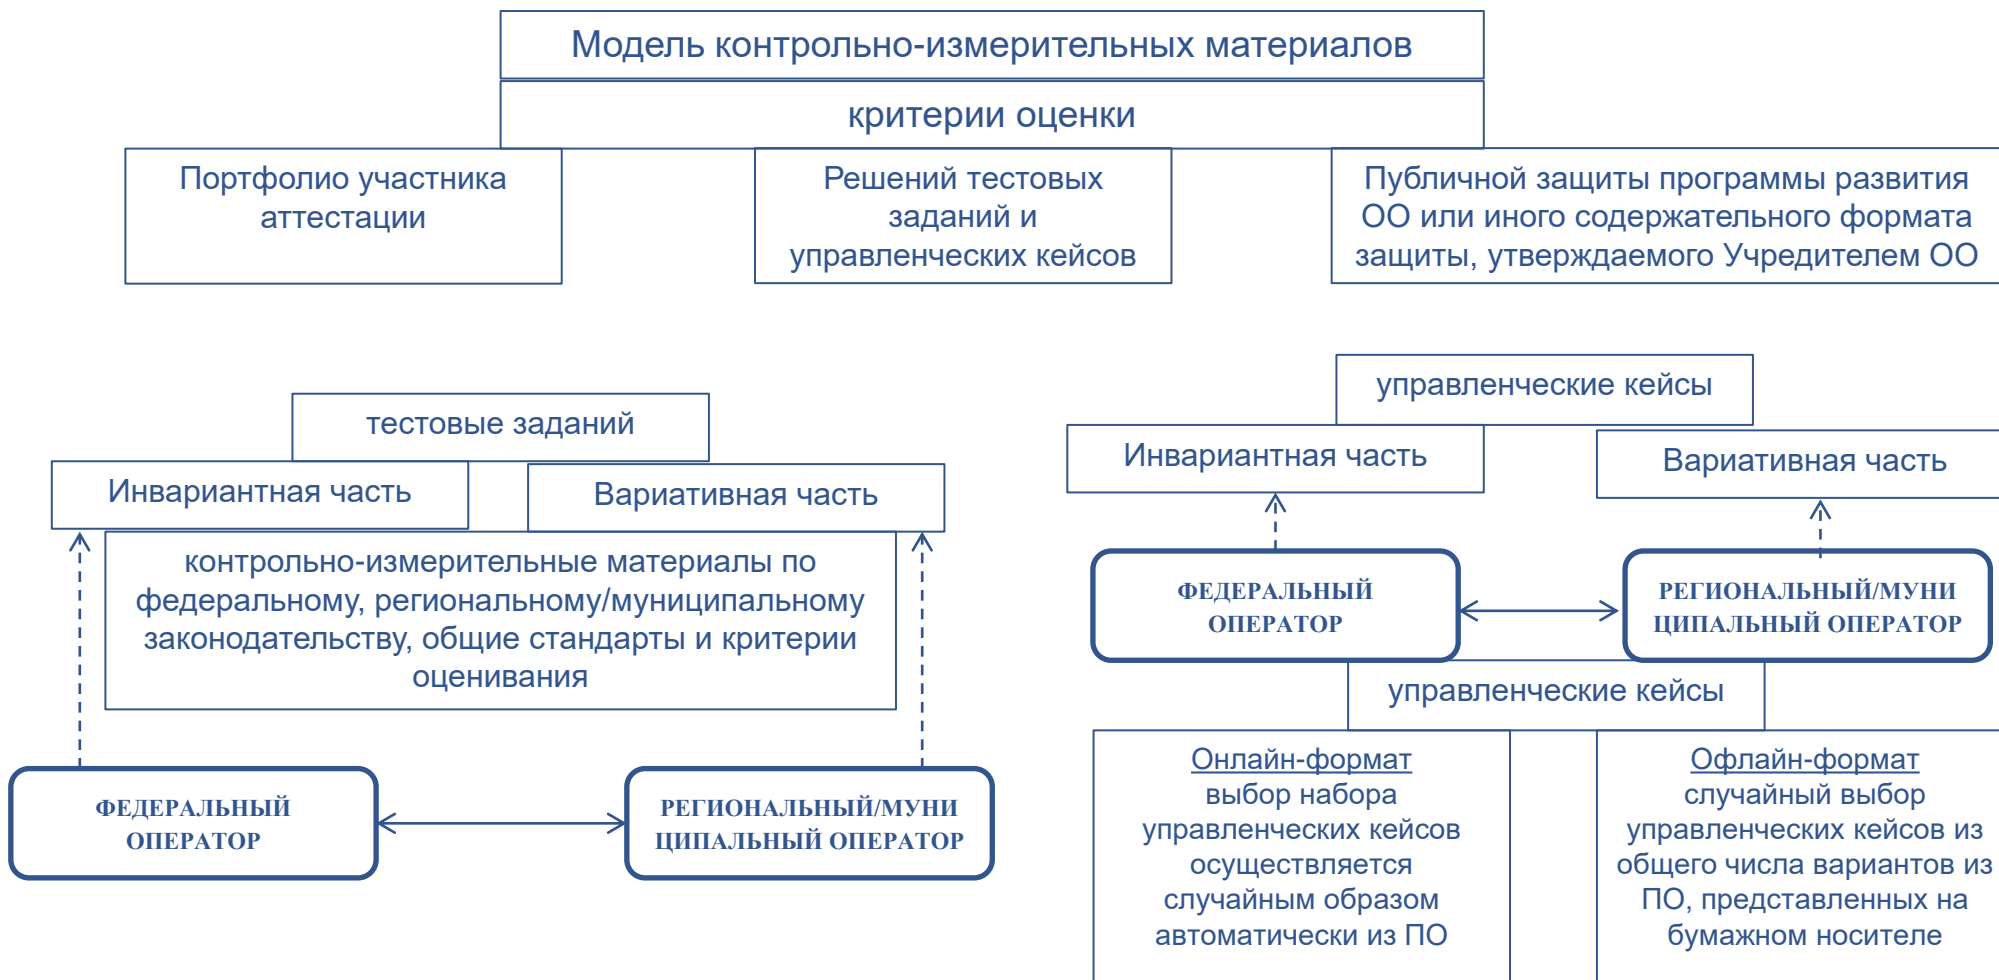 Модель контрольно-измерительных материалов
критерии оценки
Портфолио участника
аттестации
Решений тестовых
заданий и
управленческих кейсов
Публичной защиты программы развития
ОО или иного содержательного формата
защиты, утверждаемого Учредителем ОО
тестовые заданий
Инвариантная часть
Вариативная часть
контрольно-измерительные материалы по
федеральному, региональному/муниципальному
законодательству, общие стандарты и критерии
оценивания
ФЕДЕРАЛЬНЫЙ
ОПЕРАТОР
РЕГИОНАЛЬНЫЙ/МУНИ
ЦИПАЛЬНЫЙ ОПЕРАТОР
управленческие кейсы
Инвариантная часть
Вариативная часть
ФЕДЕРАЛЬНЫЙ
ОПЕРАТОР
РЕГИОНАЛЬНЫЙ/МУНИ
ЦИПАЛЬНЫЙ ОПЕРАТОР
управленческие кейсы
Онлайн-формат
выбор набора
управленческих кейсов
осуществляется
случайным образом
автоматически из ПО
Офлайн-формат
случайный выбор
управленческих кейсов из
общего числа вариантов из
ПО, представленных на
бумажном носителе